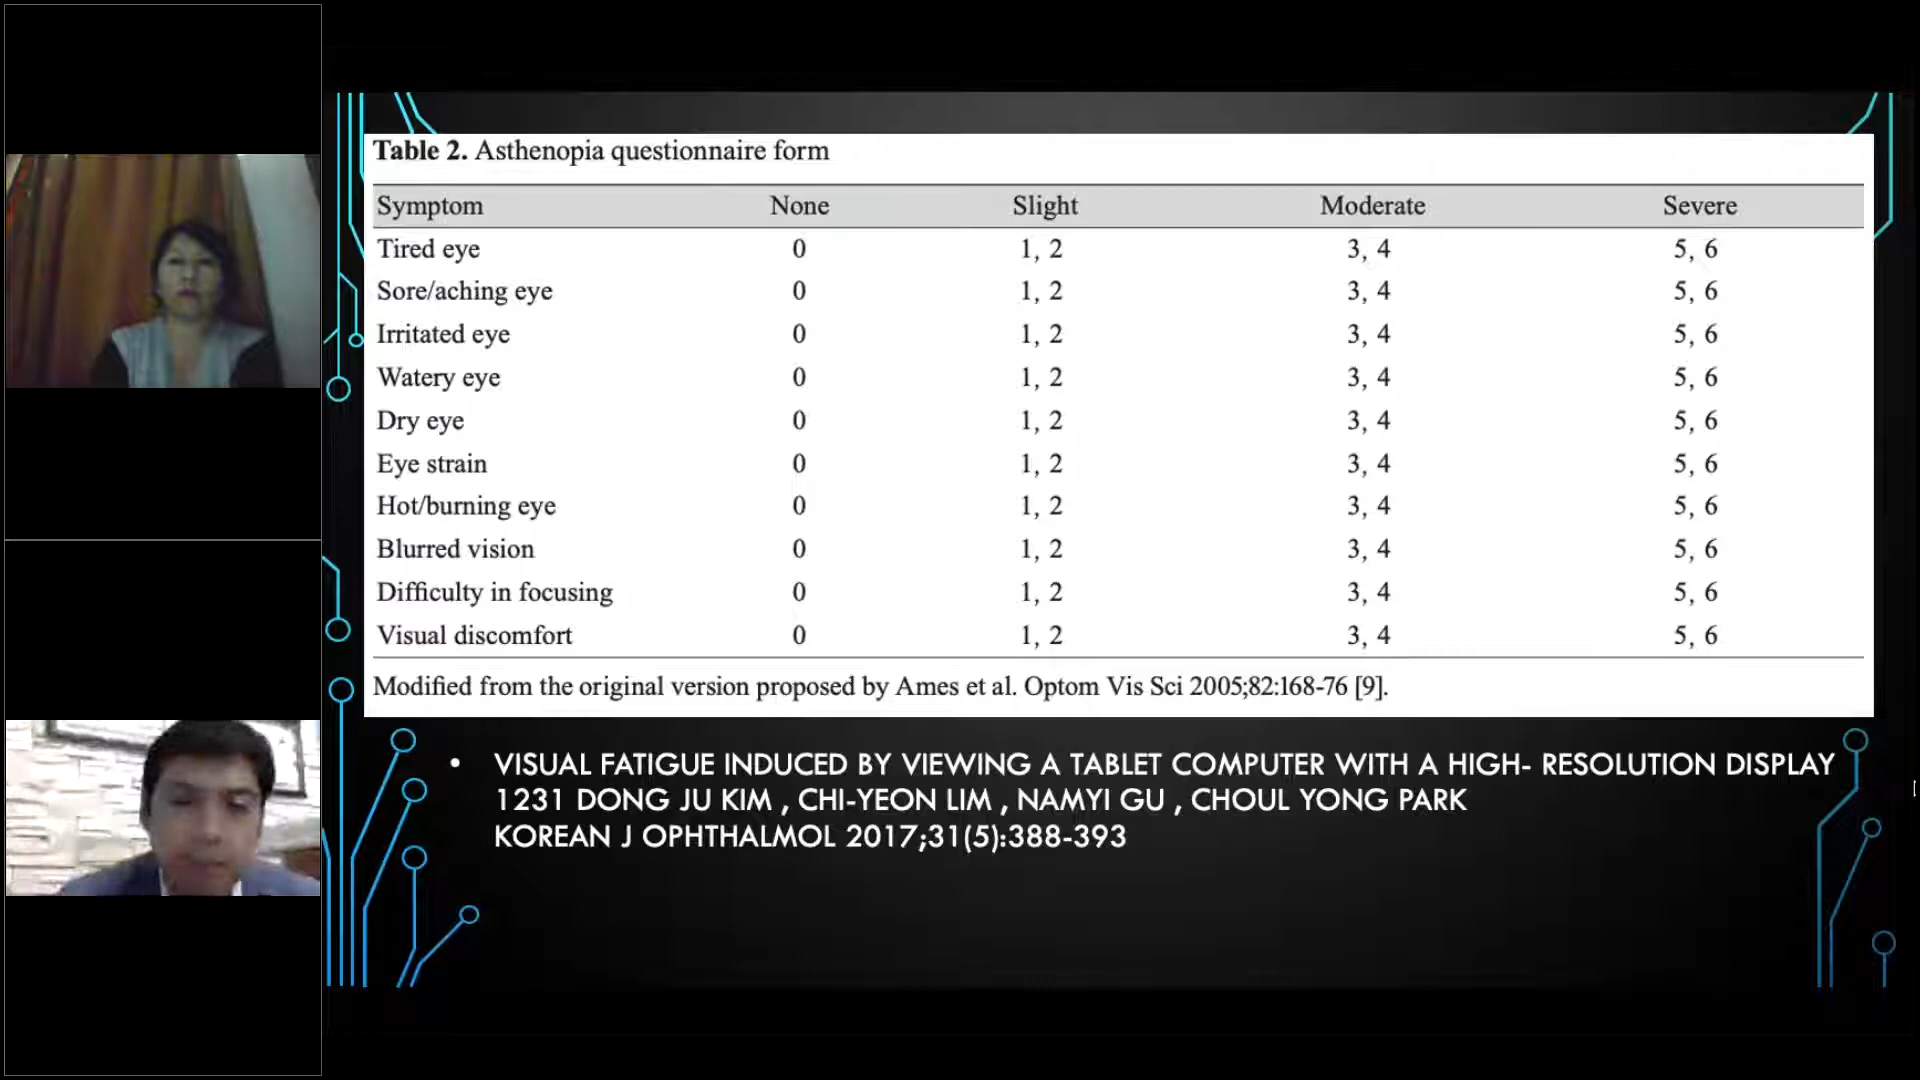 Table 2. Asthenopia questionnaire form
Symptom None Slight Moderate Severe
Tired eye 0 1, 2 3, 4 5, 6
Sore/aching eye 0 1, 2 3, 4 5, 6
Irritated eye 0 1, 2 3, 4 5, 6
Watery eye 0 1, 2 3, 4 5, 6
Dry eye 0 1, 2 3, 4 5, 6
Eye strain 0 1, 2 3, 4 5, 6
Hot/burning eye 0 1, 2 3, 4 5, 6
Blurred vision 0 1, 2 3, 4 5, 6
Difficulty in focusing 0 1, 2 3, 4 5, 6
Visual discomfort 0 1, 2 3, 4 5, 6
Modified from the original version proposed by Ames et al. Optom Vis Sci 2005;82:168-76 [9].
• VISUAL FATIGUE INDUCED BY VIEWING A TABLET COMPUTER WITH A HIGH- RESOLUTION DISPLAY
1231 DONG JU KIM , CHI-YEON LIM , NAMYI GU , CHOUL YONG PARK
KOREAN J OPHTHALMOL 2017;31(5):388-393